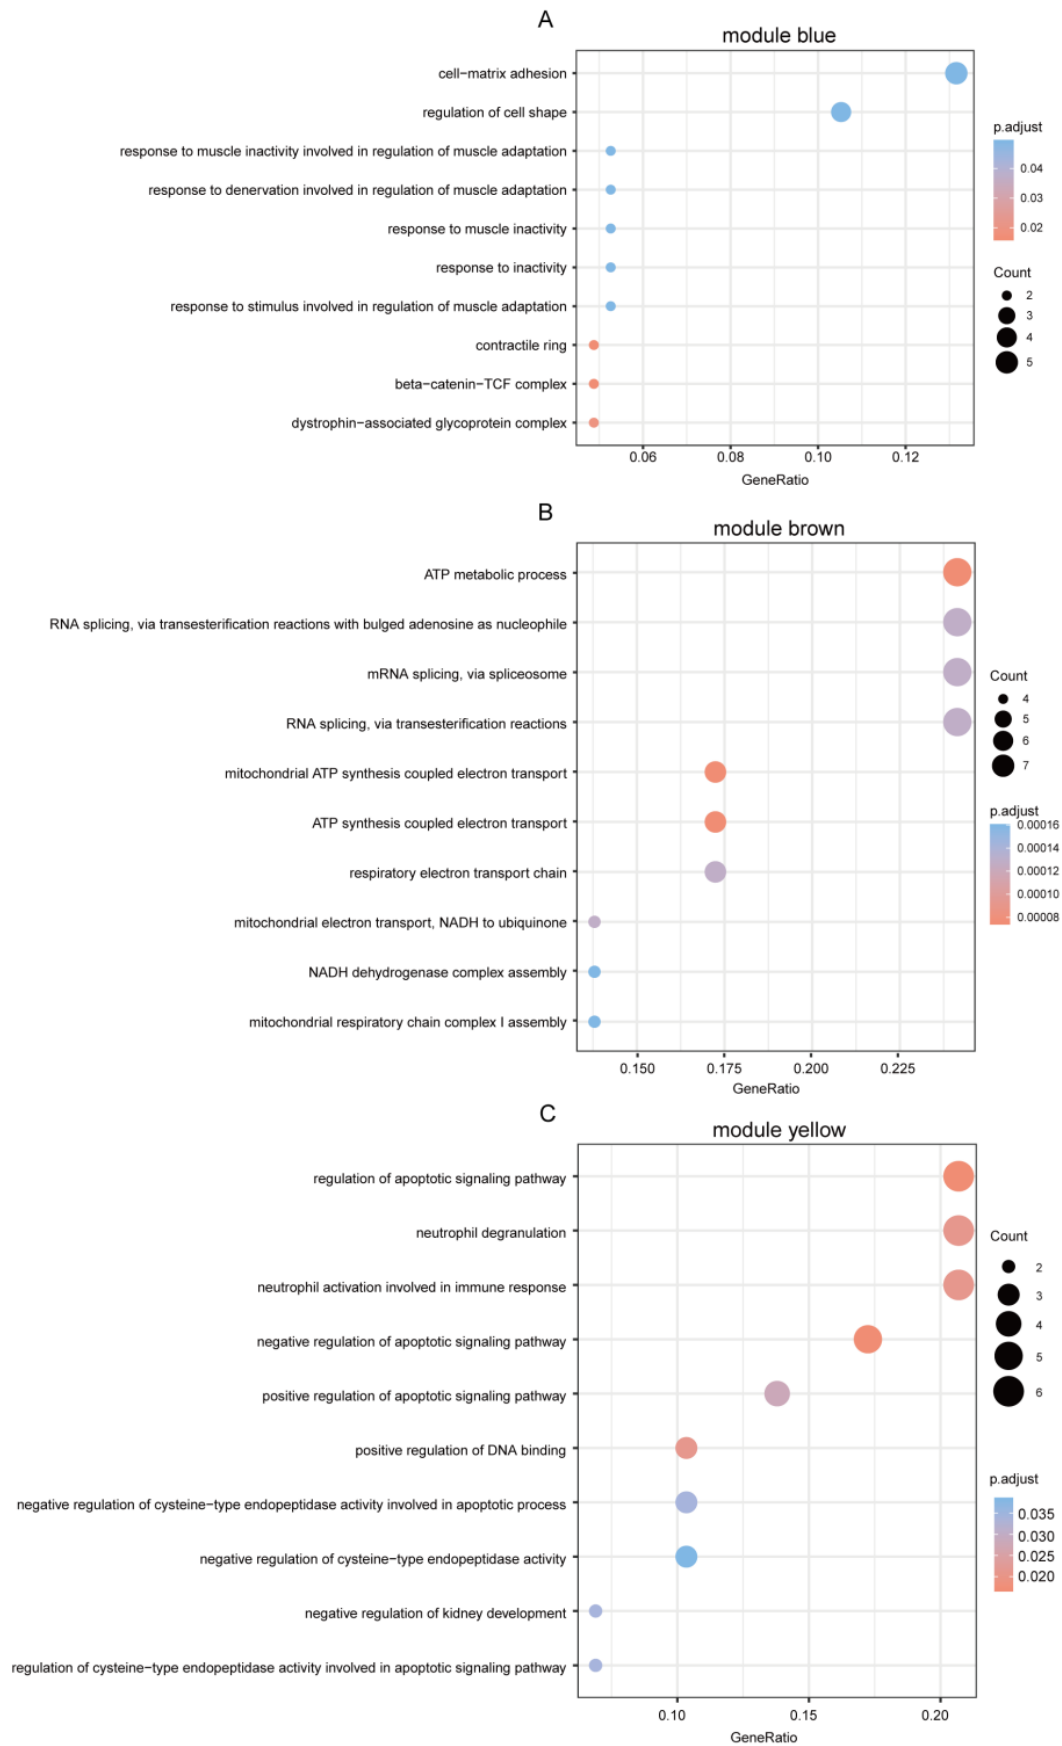 A
module blue
cell−matrix adhesion
regulation of cell shape
response to muscle inactivity involved in regulation of muscle adaptation
response to denervation involved in regulation of muscle adaptation
response to muscle inactivity
response to inactivity
response to stimulus involved in regulation of muscle adaptation
contractile ring
beta−catenin−TCF complex
dystrophin−associated glycoprotein complex
0.06 0.08 0.10 0.12
GeneRatio
p.adjust
0.04
0.03
0.02
Count
2
3
4
5
B
module brown
ATP metabolic process
RNA splicing, via transesterification reactions with bulged adenosine as nucleophile
mRNA splicing, via spliceosome
RNA splicing, via transesterification reactions
mitochondrial ATP synthesis coupled electron transport
ATP synthesis coupled electron transport
respiratory electron transport chain
mitochondrial electron transport, NADH to ubiquinone
NADH dehydrogenase complex assembly
mitochondrial respiratory chain complex I assembly
0.150 0.175 0.200 0.225
GeneRatio
Count
4
5
6
7
p.adjust
0.00016
0.00014
0.00012
0.00010
0.00008
C
module yellow
regulation of apoptotic signaling pathway
neutrophil degranulation
neutrophil activation involved in immune response
negative regulation of apoptotic signaling pathway
positive regulation of apoptotic signaling pathway
positive regulation of DNA binding
negative regulation of cysteine−type endopeptidase activity involved in apoptotic process
negative regulation of cysteine−type endopeptidase activity
negative regulation of kidney development
regulation of cysteine−type endopeptidase activity involved in apoptotic signaling pathway
0.10 0.15 0.20
GeneRatio
Count
2
3
4
5
6
p.adjust
0.035
0.030
0.025
0.020